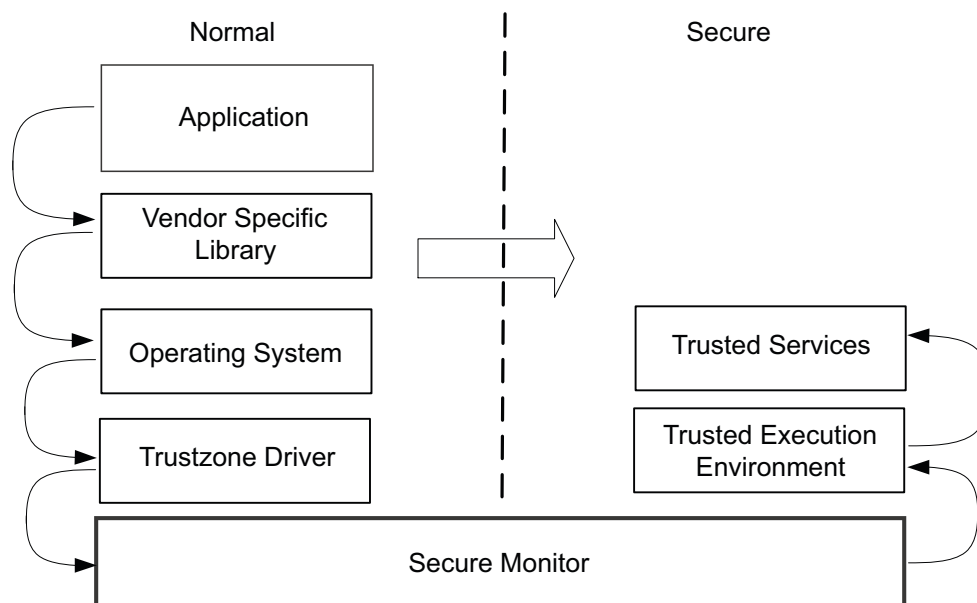 Normal
Secure
Application
Vendor Specific
Library
Operating System
Trusted Services
Trustzone Driver
Trusted Execution
Environment
Secure Monitor